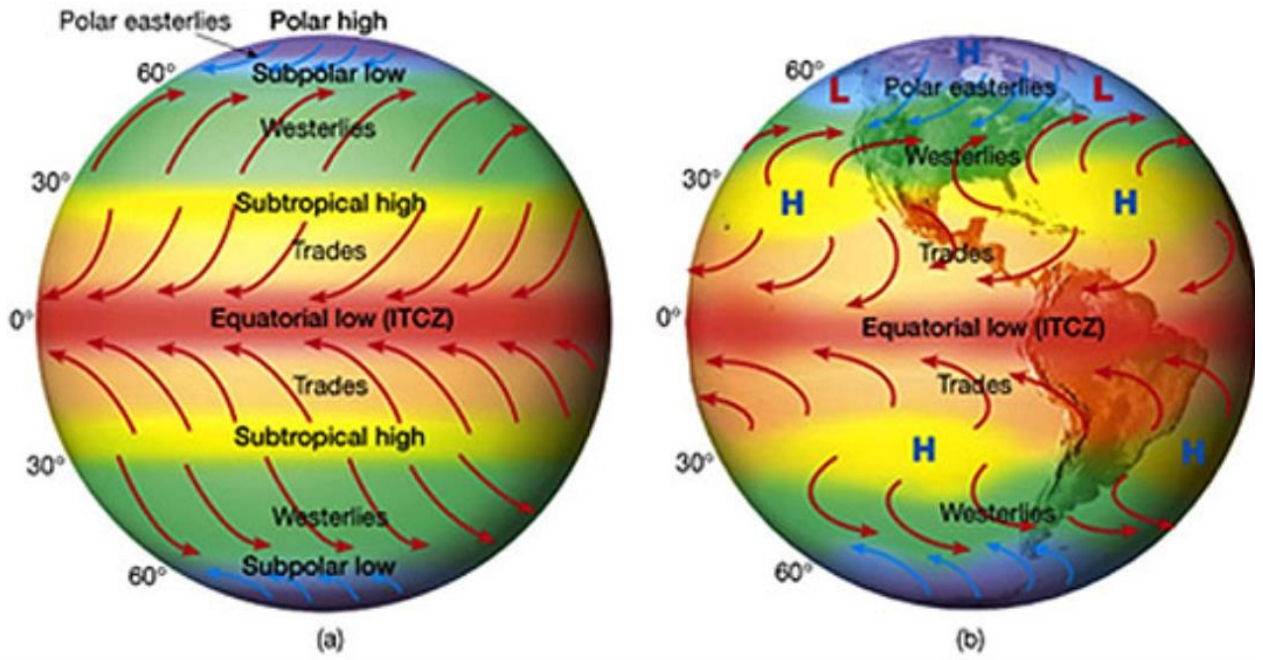 Polar easterlies
Polar high
60°
Subpolar low
Westerlies
30°
Subtropical high
Trades
0°
Equatorial low (ITCZ)
Trades
Subtropical high
30°
Westerlies
Subpolar low
60°
(a)
H
60°
L
Polar easterlies
L
Westerlies
30°
H
H
Trades
0°
Equatorial low (ITCZ)
Trades
H
H
30°
Westerlies
60°
(b)